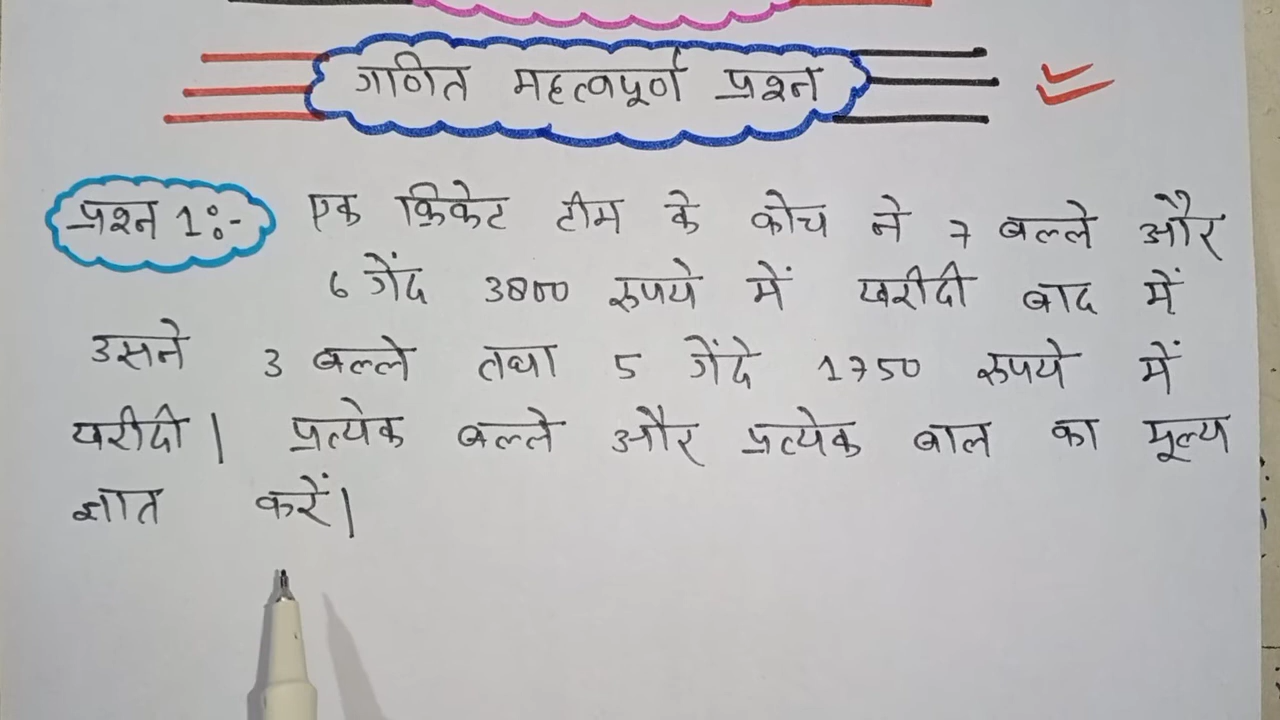 गणित महत्वपूर्ण प्रश्न
प्रश्न 1:- एक क्रिकेट टीम के कोच ने 7 बल्ले और
6 गेंद 3800 रुपये में खरीदी बाद में
उसने 3 बल्ले तथा 5 गेंदे 1750 रुपये में
खरीदी। प्रत्येक बल्ले और प्रत्येक बाल का मूल्य
ज्ञात करें।